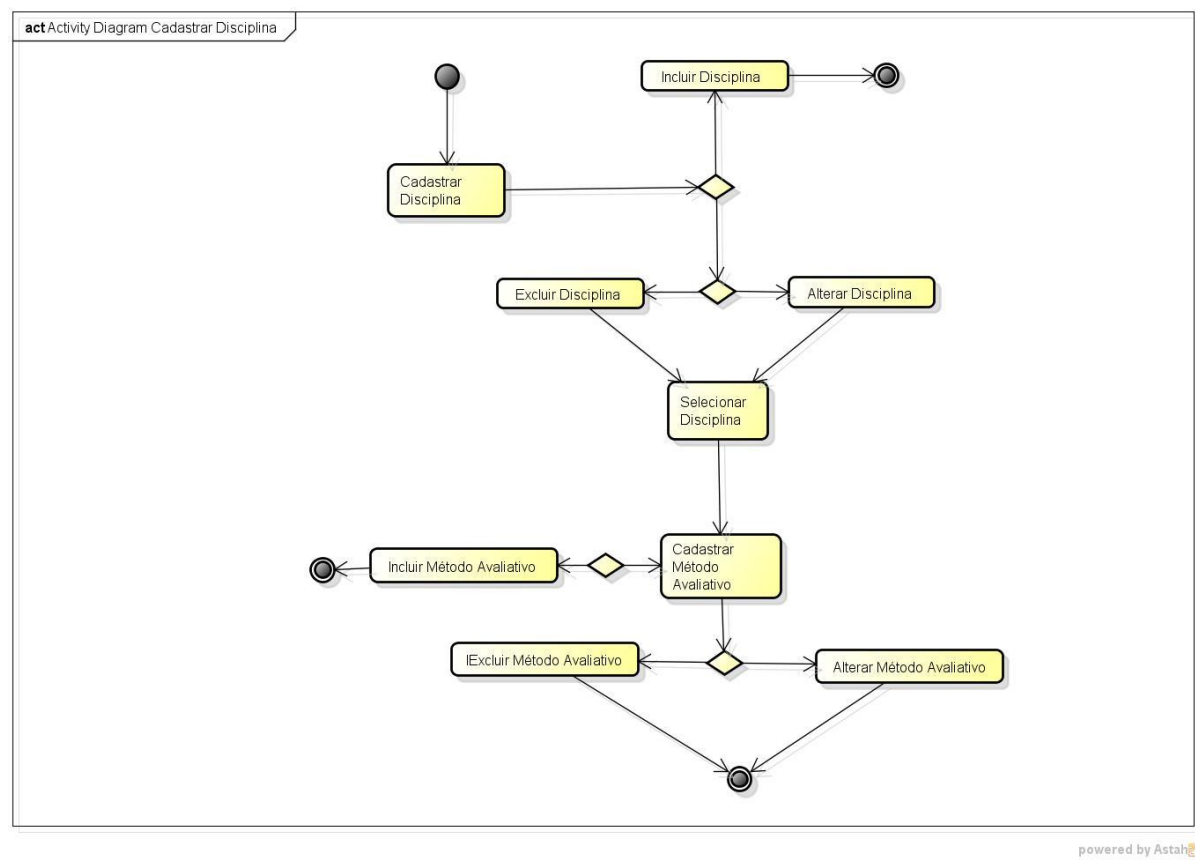 act Activity Diagram Cadastrar Disciplina
Incluir Disciplina
Cadastrar
Disciplina
Excluir Disciplina
Alterar Disciplina
Selecionar
Disciplina
Cadastrar
Método
Avaliativo
Incluir Método Avaliativo
IExcluir Método Avaliativo
Alterar Método Avaliativo
powered by Astah